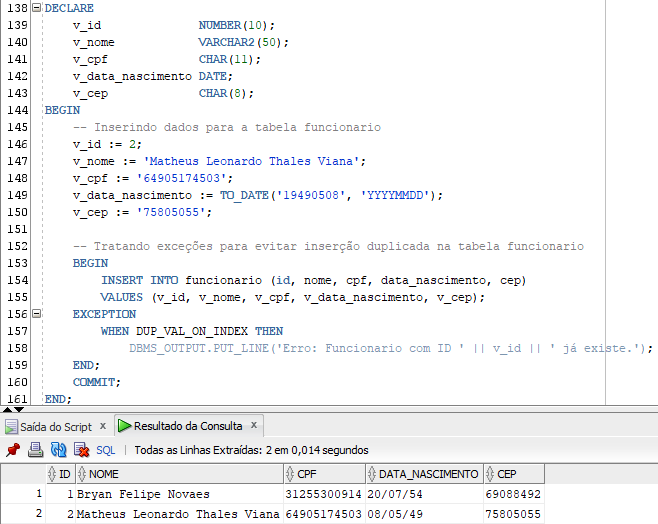 138 DECLARE
139 v_id NUMBER(10);
140 v_nome VARCHAR2(50);
141 v_cpf CHAR(11);
142 v_data_nascimento DATE;
143 v_cep CHAR(8);
144 BEGIN
145 -- Inserindo dados para a tabela funcionario
146 v_id := 2;
147 v_nome := 'Matheus Leonardo Thales Viana';
148 v_cpf := '64905174503';
149 v_data_nascimento := TO_DATE('19490508', 'YYYYMMDD');
150 v_cep := '75805055';
151
152 -- Tratando exceções para evitar inserção duplicada na tabela funcionario
153 BEGIN
154 INSERT INTO funcionario (id, nome, cpf, data_nascimento, cep)
155 VALUES (v_id, v_nome, v_cpf, v_data_nascimento, v_cep);
156 EXCEPTION
157 WHEN DUP_VAL_ON_INDEX THEN
158 DBMS_OUTPUT.PUT_LINE('Erro: Funcionario com ID ' || v_id || ' já existe.');
159 END;
160 COMMIT;
161 END;
Saída do Script x Resultado da Consulta x
SQL | Todas as Linhas Extraídas: 2 em 0,014 segundos
ID NOME CPF DATA_NASCIMENTO CEP
1 1 Bryan Felipe Novaes 31255300914 20/07/54 69088492
2 2 Matheus Leonardo Thales Viana 64905174503 08/05/49 75805055